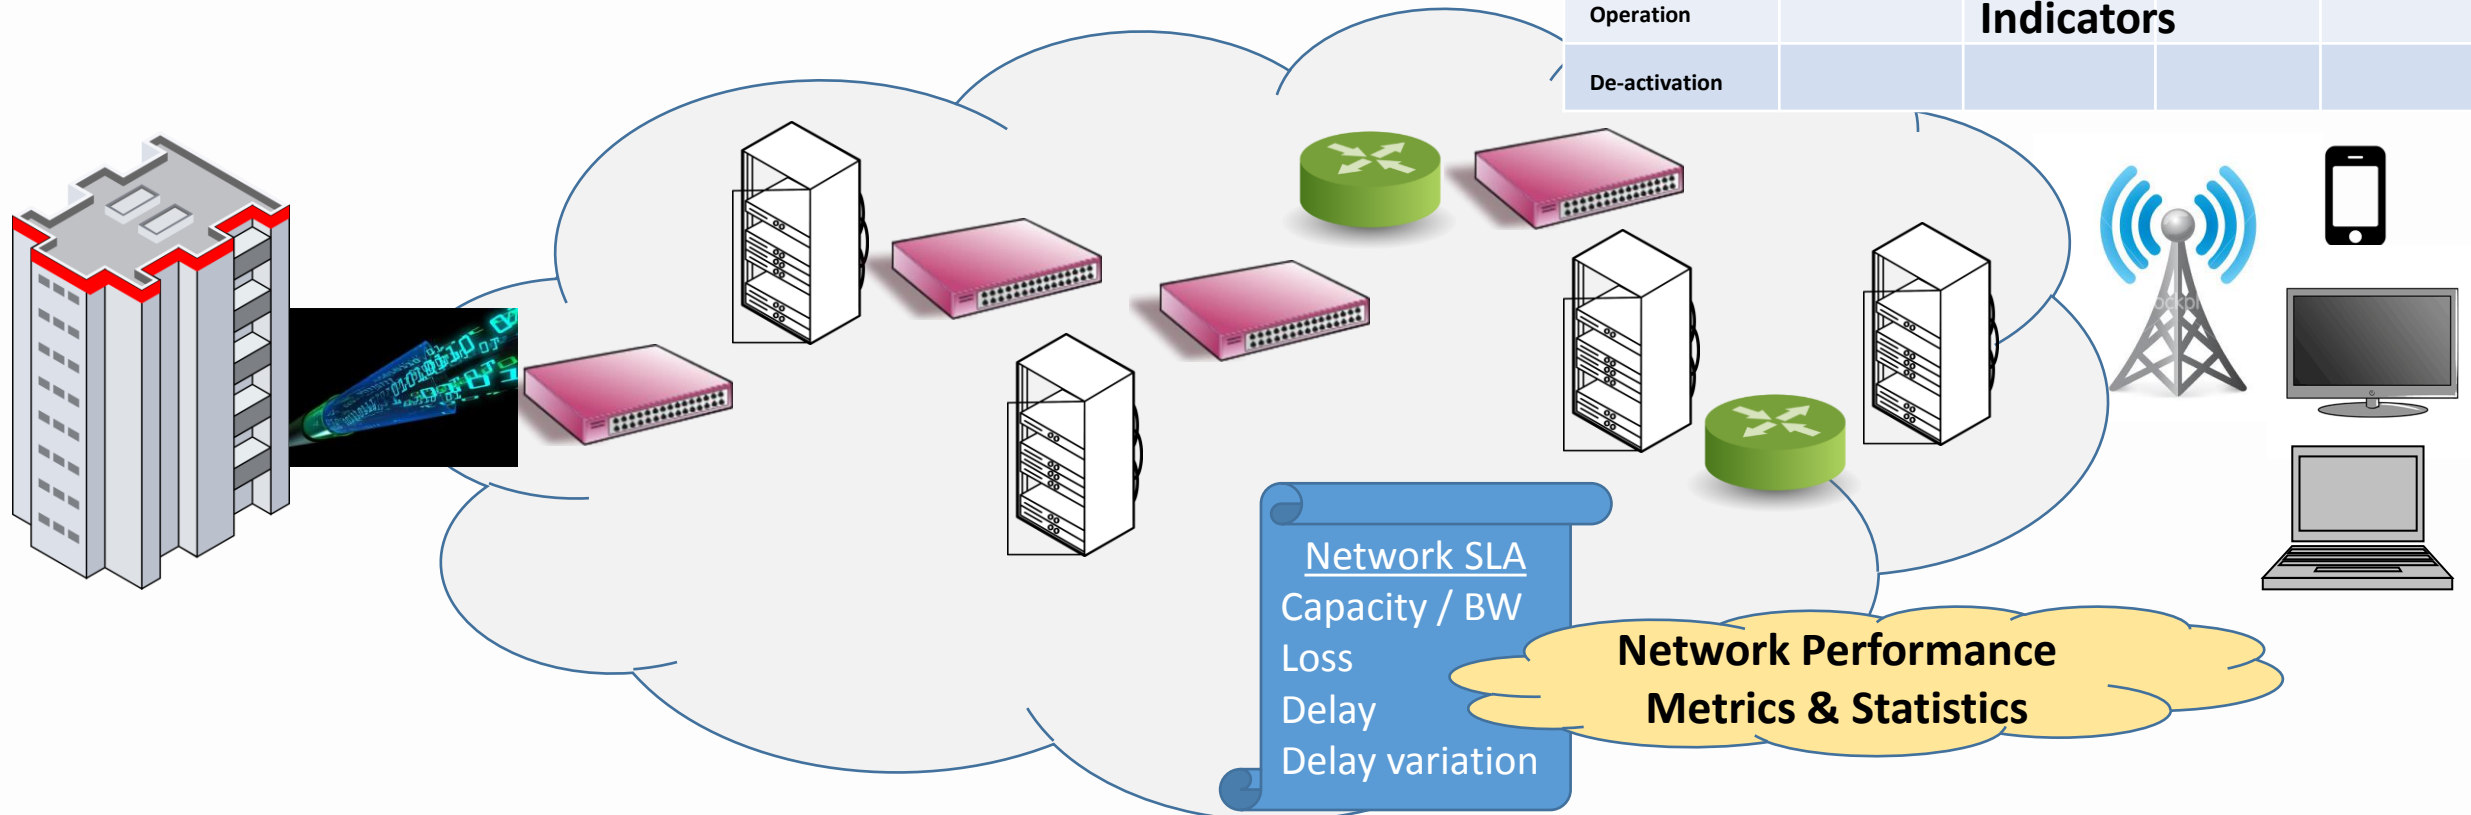 Operation
Indicators
De-activation
Network SLA
Capacity / BW
Loss
Delay
Delay variation
Network Performance
Metrics & Statistics